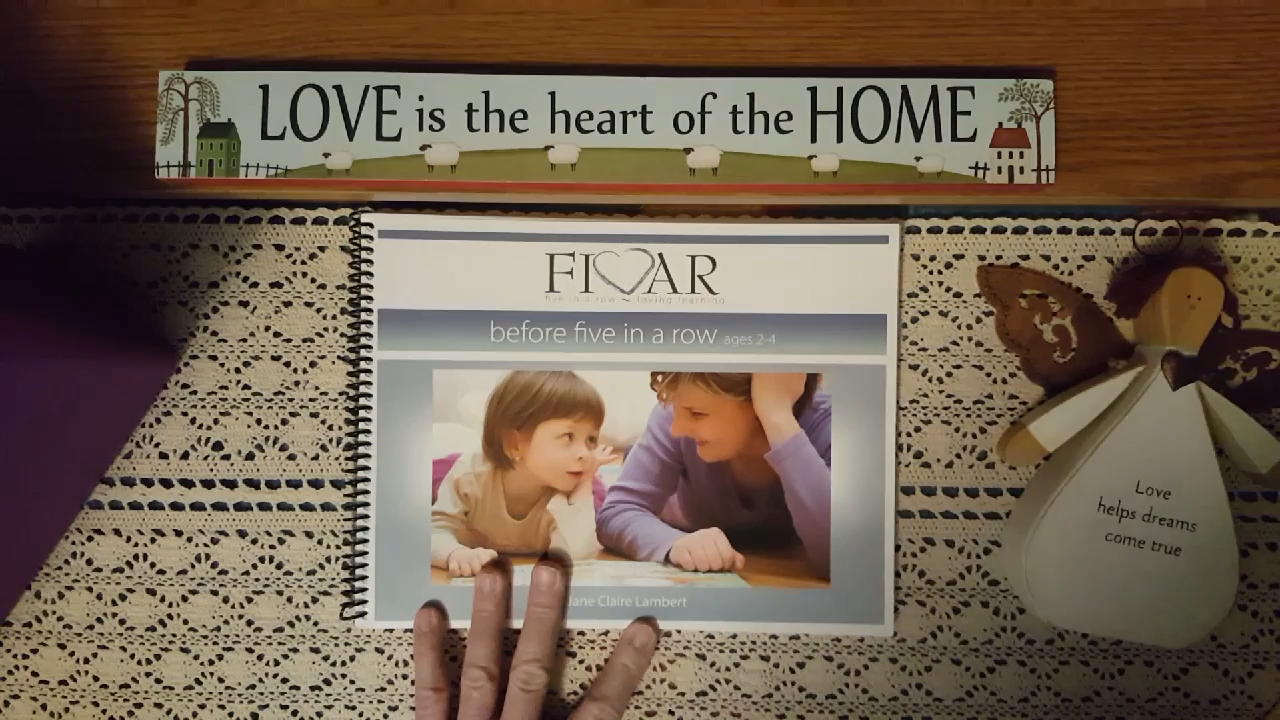 LOVE is the heart of the HOME
FIAR
five in a row ~ loving learning
before five in a row ages 2-4
Jane Claire Lambert
Love
helps dreams
come true